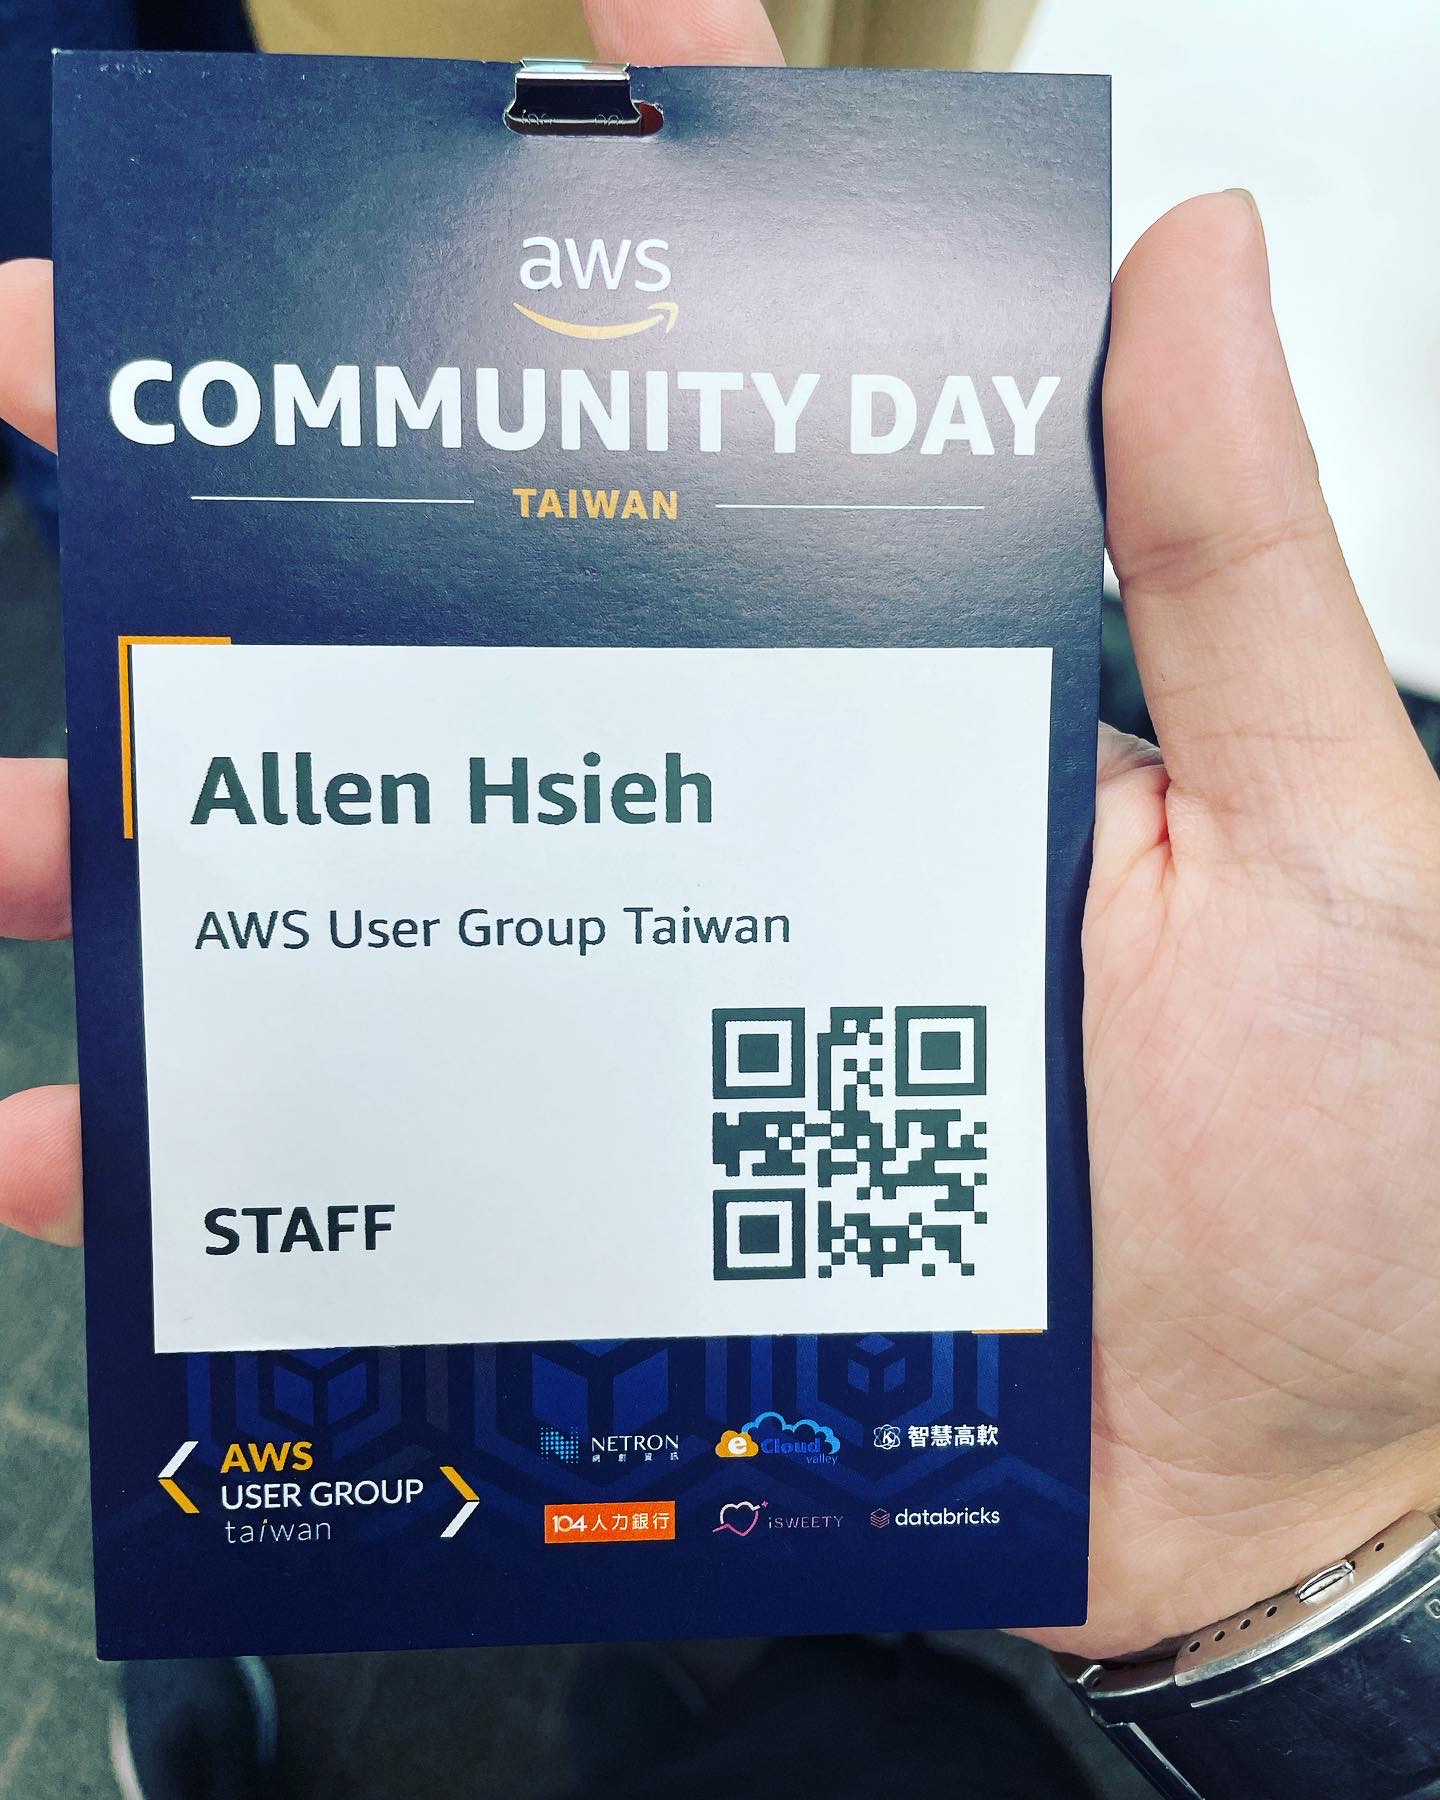 aws
COMMUNITY DAY
TAIWAN
Allen Hsieh
AWS User Group Taiwan
STAFF
AWS
USER GROUP
taiwan
NETRON
網創資訊
eCloud
valley
智慧高軟
104人力銀行
iSWEETY
databricks